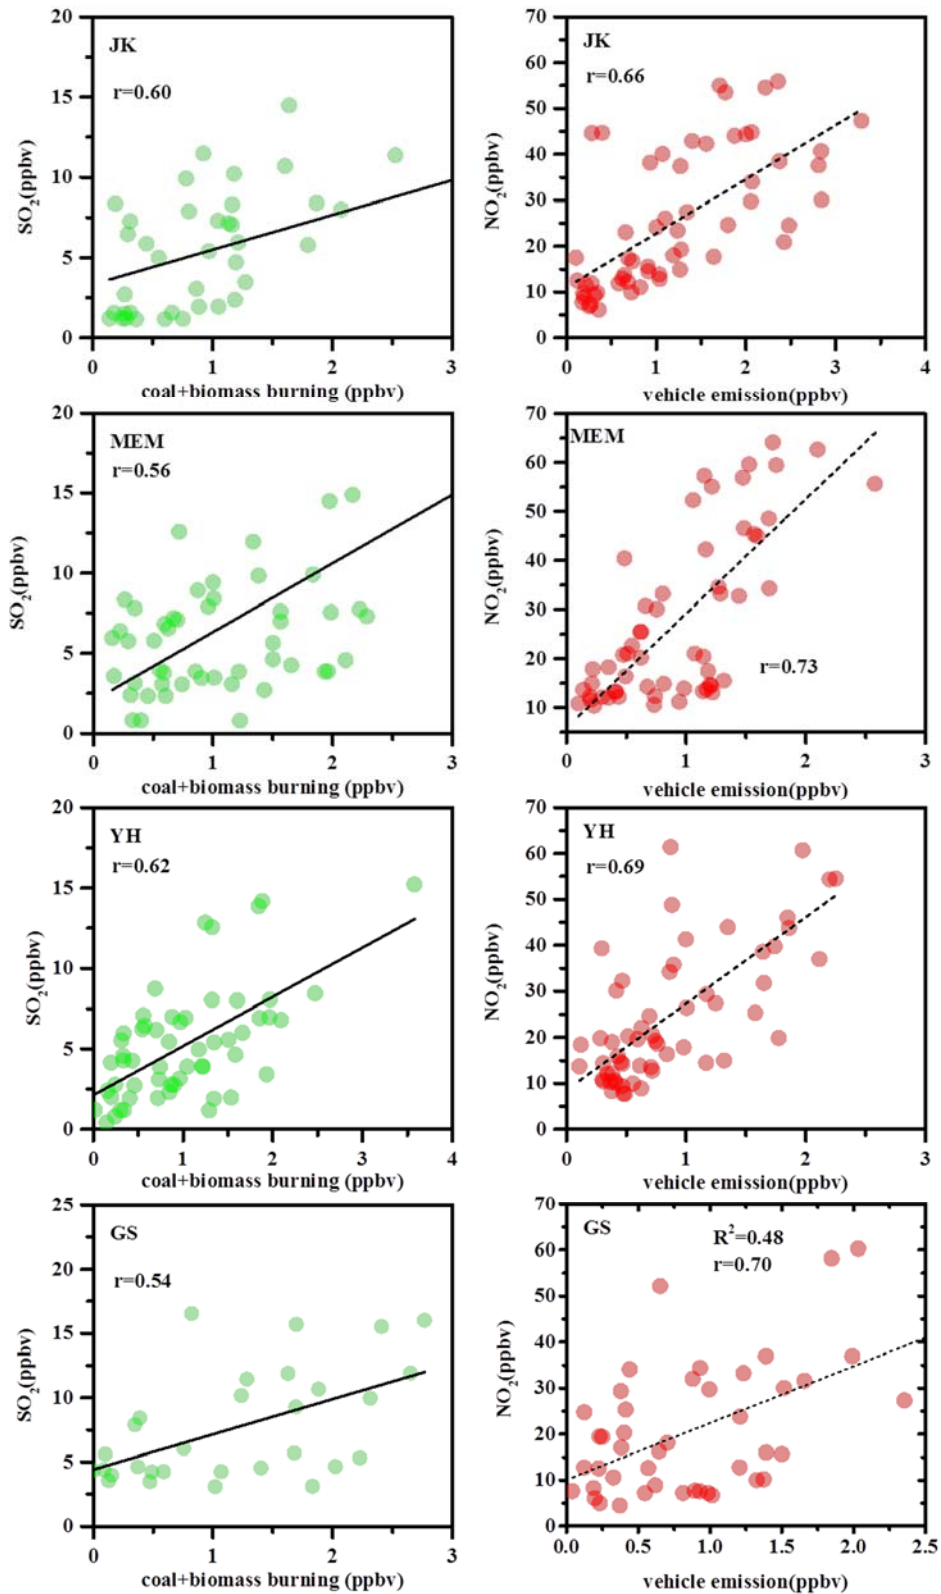 20
15
10
5
0
SO2(ppbv)
JK
r=0.60
0 1 2 3
coal+biomass burning (ppbv)
70
60
50
40
30
20
10
0
NO2(ppbv)
JK
r=0.66
0 1 2 3 4
vehicle emission(ppbv)
20
15
10
5
0
SO2(ppbv)
MEM
r=0.56
0 1 2 3
coal+biomass burning (ppbv)
70
60
50
40
30
20
10
NO2(ppbv)
MEM
r=0.73
0 1 2 3
vehicle emission(ppbv)
20
15
10
5
0
SO2(ppbv)
YH
r=0.62
0 1 2 3 4
coal+biomass burning (ppbv)
70
60
50
40
30
20
10
0
NO2(ppbv)
YH
r=0.69
0 1 2 3
vehicle emission(ppbv)
25
20
15
10
5
0
SO2(ppbv)
GS
r=0.54
0 1 2 3
coal+biomass burning (ppbv)
70
60
50
40
30
20
10
0
NO2(ppbv)
GS
R2=0.48
r=0.70
0.0 0.5 1.0 1.5 2.0 2.5
vehicle emission(ppbv)